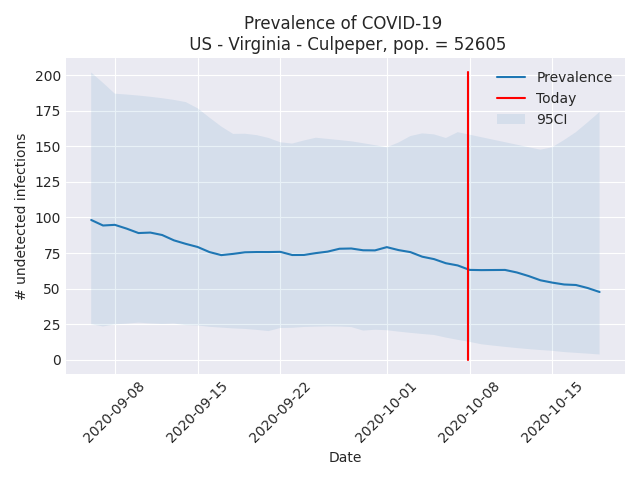 Prevalence of COVID-19
US - Virginia - Culpeper, pop. = 52605
Prevalence
Today
95CI
# undetected infections
200
175
150
125
100
75
50
25
0
2020-09-08
2020-09-15
2020-09-22
2020-10-01
2020-10-08
2020-10-15
Date